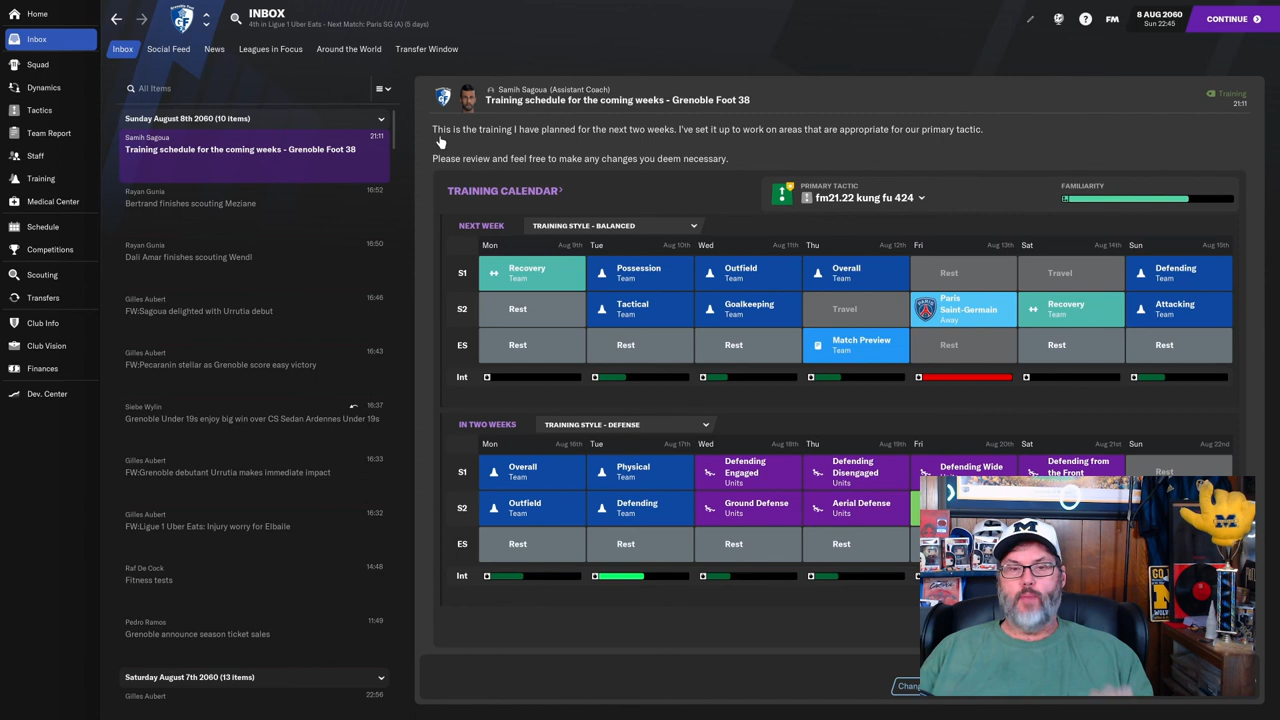 Home
INBOX
4th in Ligue 1 Uber Eats - Next Match: Paris SG (A) (5 days)
FM
8 AUG 2060
Sun 22:45
CONTINUE
Inbox
Squad
Dynamics
Tactics
Team Report
Staff
Training
Medical Center
Schedule
Competitions
Scouting
Transfers
Club Info
Club Vision
Finances
Dev. Center
Inbox
Social Feed
News
Leagues in Focus
Around the World
Transfer Window
All Items
Sunday August 8th 2060 (10 items)
Samih Sagoua 21:11
Training schedule for the coming weeks - Grenoble Foot 38
Rayan Gunia 16:52
Bertrand finishes scouting Meziane
Rayan Gunia 16:50
Dali Amar finishes scouting Wendl
Gilles Aubert 16:46
FW:Sagoua delighted with Urrutia debut
Gilles Aubert 16:43
FW:Pecaranin stellar as Grenoble score easy victory
Siebe Wylin 16:37
Grenoble Under 19s enjoy big win over CS Sedan Ardennes Under 19s
Gilles Aubert 16:33
FW:Grenoble debutant Urrutia makes immediate impact
Gilles Aubert 16:32
FW:Ligue 1 Uber Eats: Injury worry for Elbaile
Raf De Cock 14:48
Fitness tests
Pedro Ramos 11:49
Grenoble announce season ticket sales
Saturday August 7th 2060 (13 items)
Gilles Aubert 22:56
Samih Sagoua (Assistant Coach)
Training schedule for the coming weeks - Grenoble Foot 38
Training
21:11
This is the training I have planned for the next two weeks. I've set it up to work on areas that are appropriate for our primary tactic.
Please review and feel free to make any changes you deem necessary.
TRAINING CALENDAR
PRIMARY TACTIC
fm21.22 kung fu 424
FAMILIARITY
NEXT WEEK
TRAINING STYLE - BALANCED
Mon Aug 9th Tue Aug 10th Wed Aug 11th Thu Aug 12th Fri Aug 13th Sat Aug 14th Sun Aug 15th
S1
Recovery Team
Possession Team
Outfield Team
Overall Team
Rest
Travel
Defending Team
S2
Rest
Tactical Team
Goalkeeping Team
Travel
Paris Saint-Germain Away
Recovery Team
Attacking Team
ES
Rest
Rest
Rest
Match Preview Team
Rest
Rest
Rest
Int
IN TWO WEEKS
TRAINING STYLE - DEFENSE
Mon Aug 16th Tue Aug 17th Wed Aug 18th Thu Aug 19th Fri Aug 20th Sat Aug 21st Sun Aug 22nd
S1
Overall Team
Physical Team
Defending Engaged Units
Defending Disengaged Units
Defending Wide
Defending from the Front
Rest
S2
Outfield Team
Defending Team
Ground Defense Units
Aerial Defense Units
ES
Rest
Rest
Rest
Rest
Int